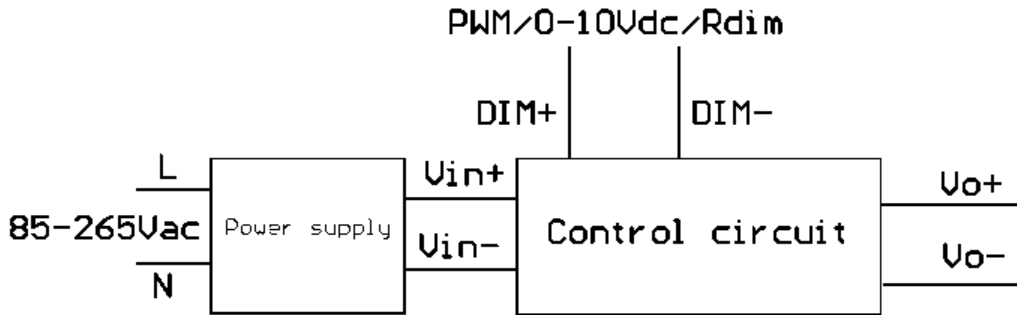 PWM/0-10Vdc/Rdim
DIM+ DIM-
L
Vin+
Vo+
85-265Vac
Power supply
Control circuit
Vin-
Vo-
N